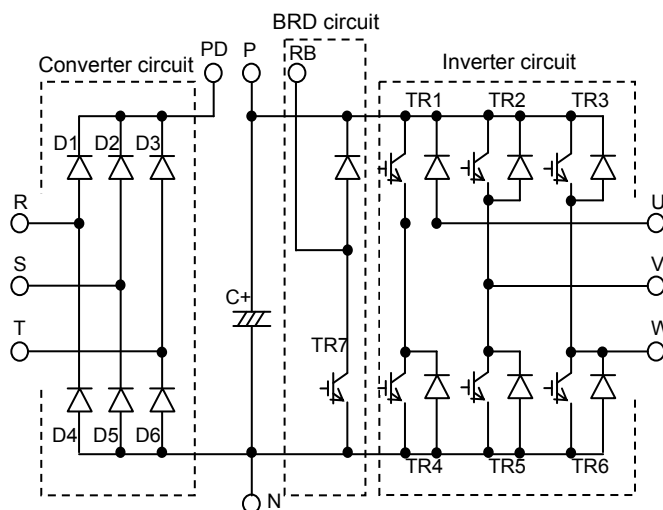 BRD circuit
PD P RB
Converter circuit Inverter circuit
TR1 TR2 TR3
D1 D2 D3
R U
S V
C+
T TR7 W
D4 D5 D6 TR4 TR5 TR6
N